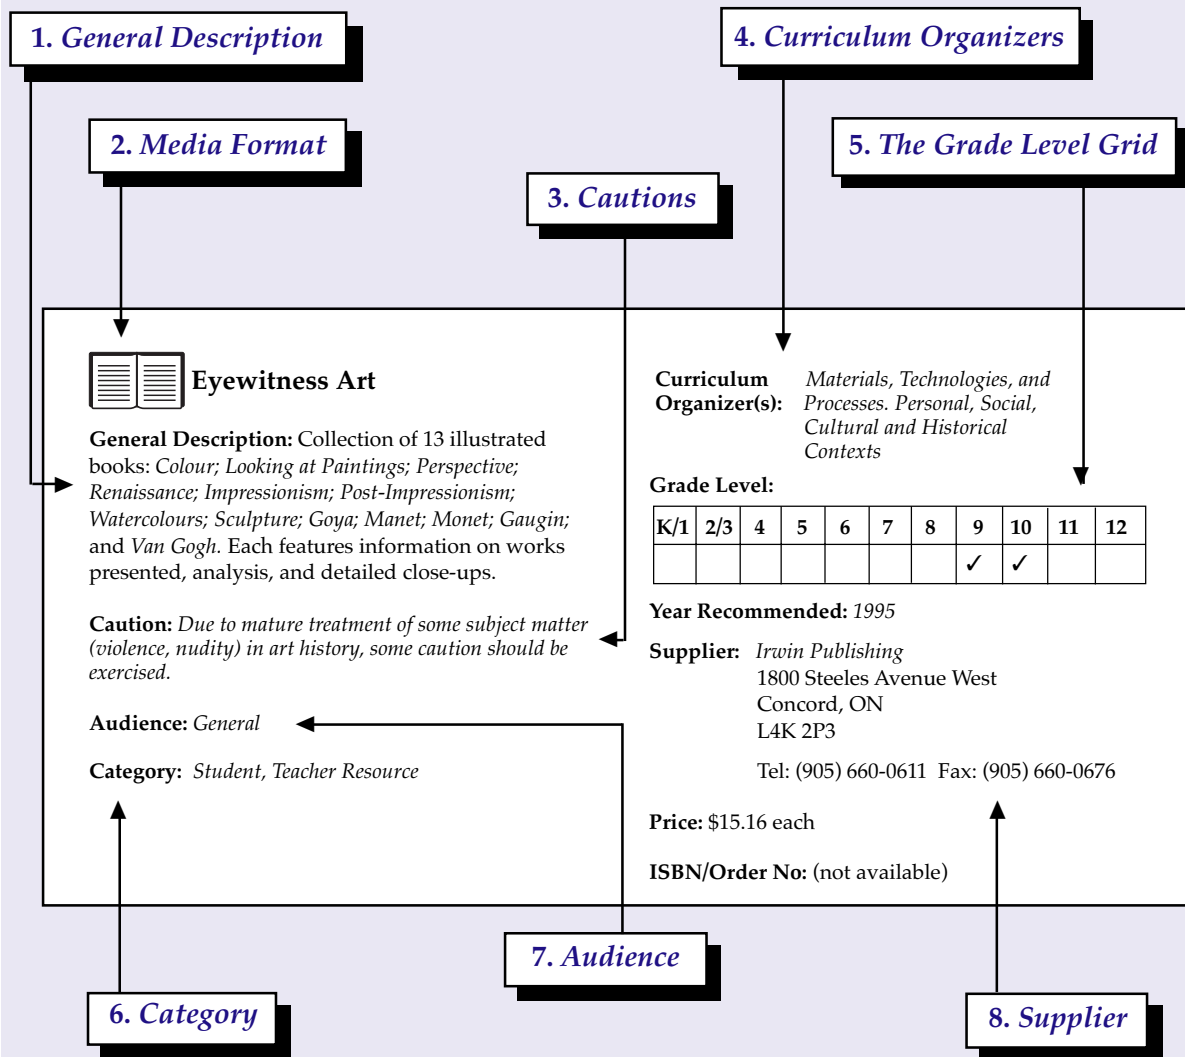 1. General Description
4. Curriculum Organizers
2. Media Format
5. The Grade Level Grid
3. Cautions
Eyewitness Art
General Description: Collection of 13 illustrated
books: Colour; Looking at Paintings; Perspective;
Renaissance; Impressionism; Post-Impressionism;
Watercolours; Sculpture; Goya; Manet; Monet; Gaugin;
and Van Gogh. Each features information on works
presented, analysis, and detailed close-ups.
Caution: Due to mature treatment of some subject matter
(violence, nudity) in art history, some caution should be
exercised.
Audience: General
Category: Student, Teacher Resource
Curriculum Materials, Technologies, and
Organizer(s): Processes. Personal, Social,
Cultural and Historical
Contexts
Grade Level:
K/1 2/3 4 5 6 7 8 9 10 11 12
✓ ✓
Year Recommended: 1995
Supplier: Irwin Publishing
1800 Steeles Avenue West
Concord, ON
L4K 2P3
Tel: (905) 660-0611 Fax: (905) 660-0676
Price: $15.16 each
ISBN/Order No: (not available)
7. Audience
6. Category
8. Supplier